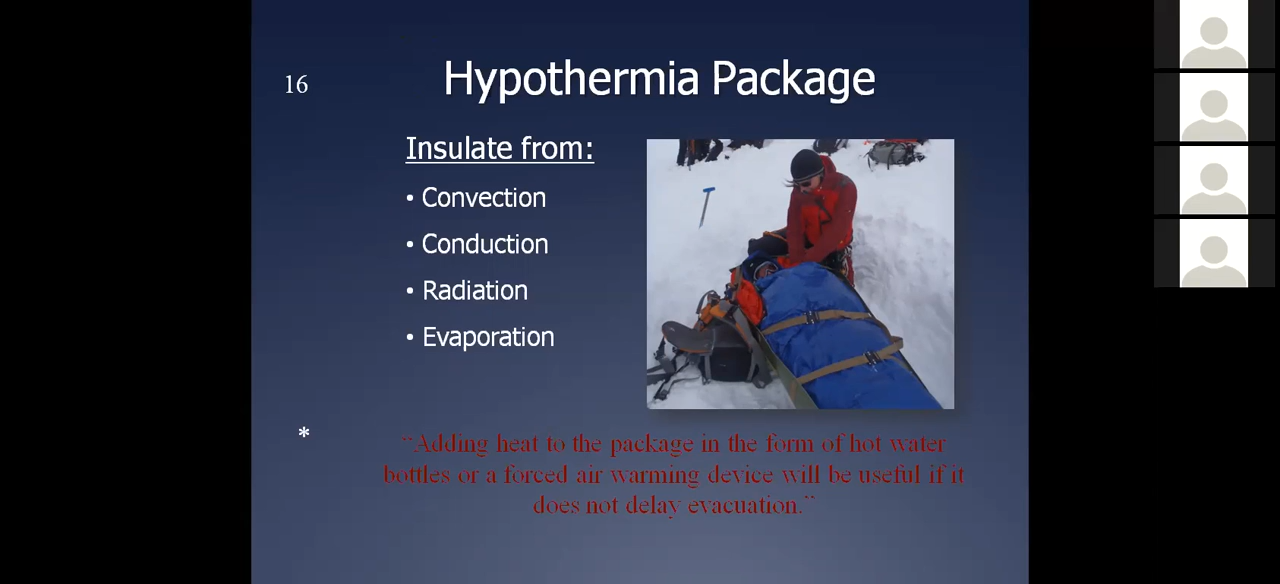 16
Hypothermia Package
Insulate from:
• Convection
• Conduction
• Radiation
• Evaporation
*
“Adding heat to the package in the form of hot water
bottles or a forced air warming device will be useful if it
does not delay evacuation.”